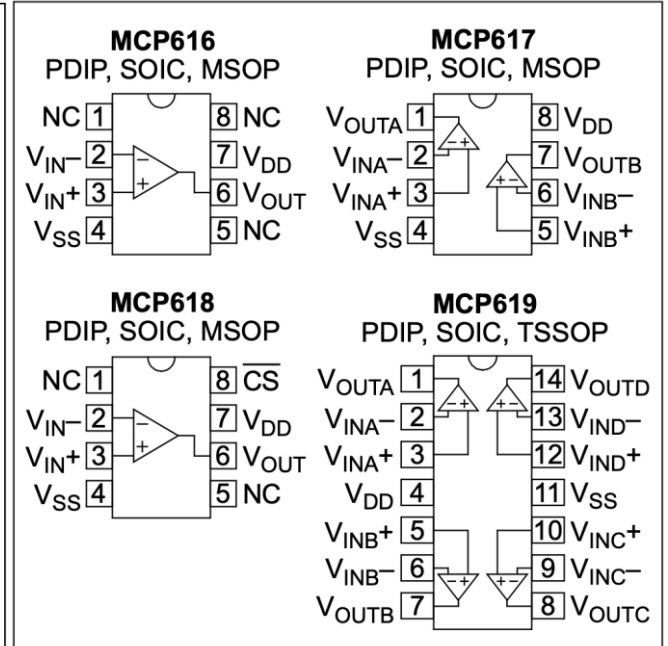 MCP616
PDIP, SOIC, MSOP
NC 1
8 NC
VIN– 2
7 VDD
VIN+ 3
6 VOUT
VSS 4
5 NC
–
+
MCP617
PDIP, SOIC, MSOP
VOUTA 1
8 VDD
VINA– 2
7 VOUTB
VINA+ 3
6 VINB–
VSS 4
5 VINB+
– +
+ –
MCP618
PDIP, SOIC, MSOP
NC 1
8 C̅S̅
VIN– 2
7 VDD
VIN+ 3
6 VOUT
VSS 4
5 NC
–
+
MCP619
PDIP, SOIC, TSSOP
VOUTA 1
14 VOUTD
VINA– 2
13 VIND–
VINA+ 3
12 VIND+
VDD 4
11 VSS
VINB+ 5
10 VINC+
VINB– 6
9 VINC–
VOUTB 7
8 VOUTC
– +
+ –
– +
+ –